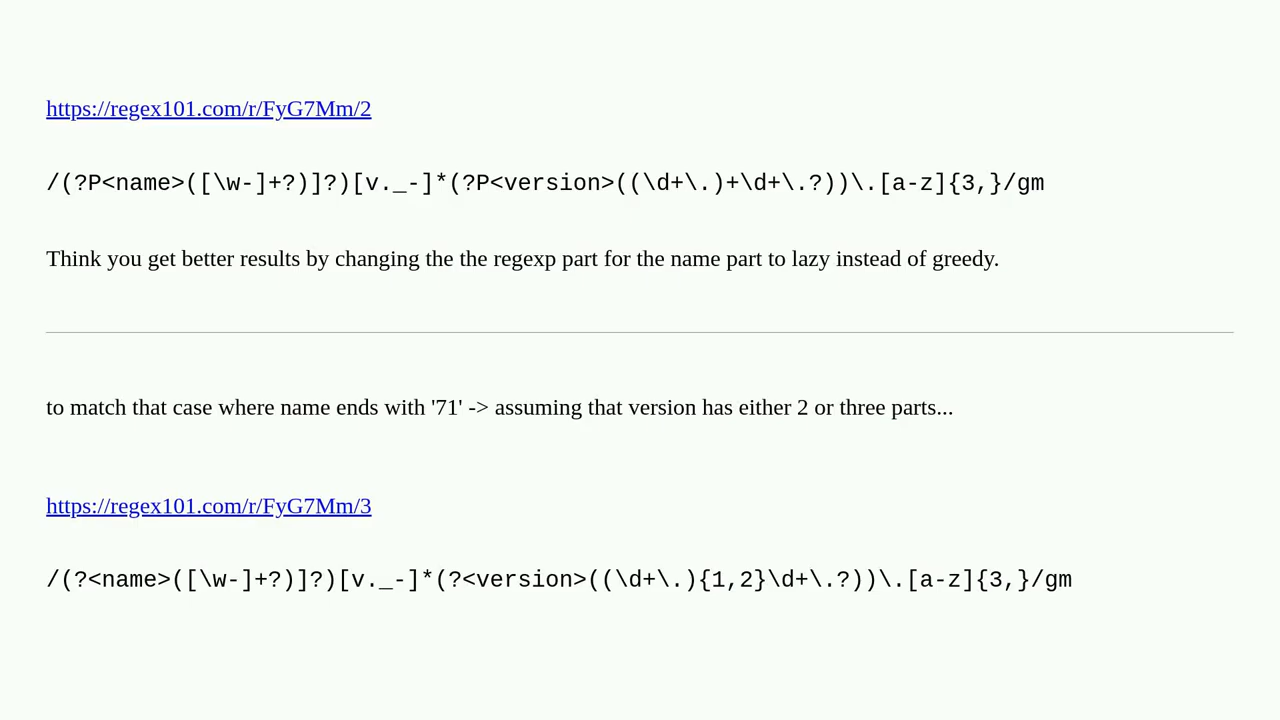 https://regex101.com/r/FyG7Mm/2
/(?P<name>([\w-]+?)]?)[v._-]*(?P<version>((\d+\.)+\d+\.?))\.[a-z]{3,}/gm
Think you get better results by changing the the regexp part for the name part to lazy instead of greedy.
to match that case where name ends with '71' -> assuming that version has either 2 or three parts...
https://regex101.com/r/FyG7Mm/3
/(?<name>([\w-]+?)]?)[v._-]*(?<version>((\d+\.){1,2}\d+\.?))\.[a-z]{3,}/gm